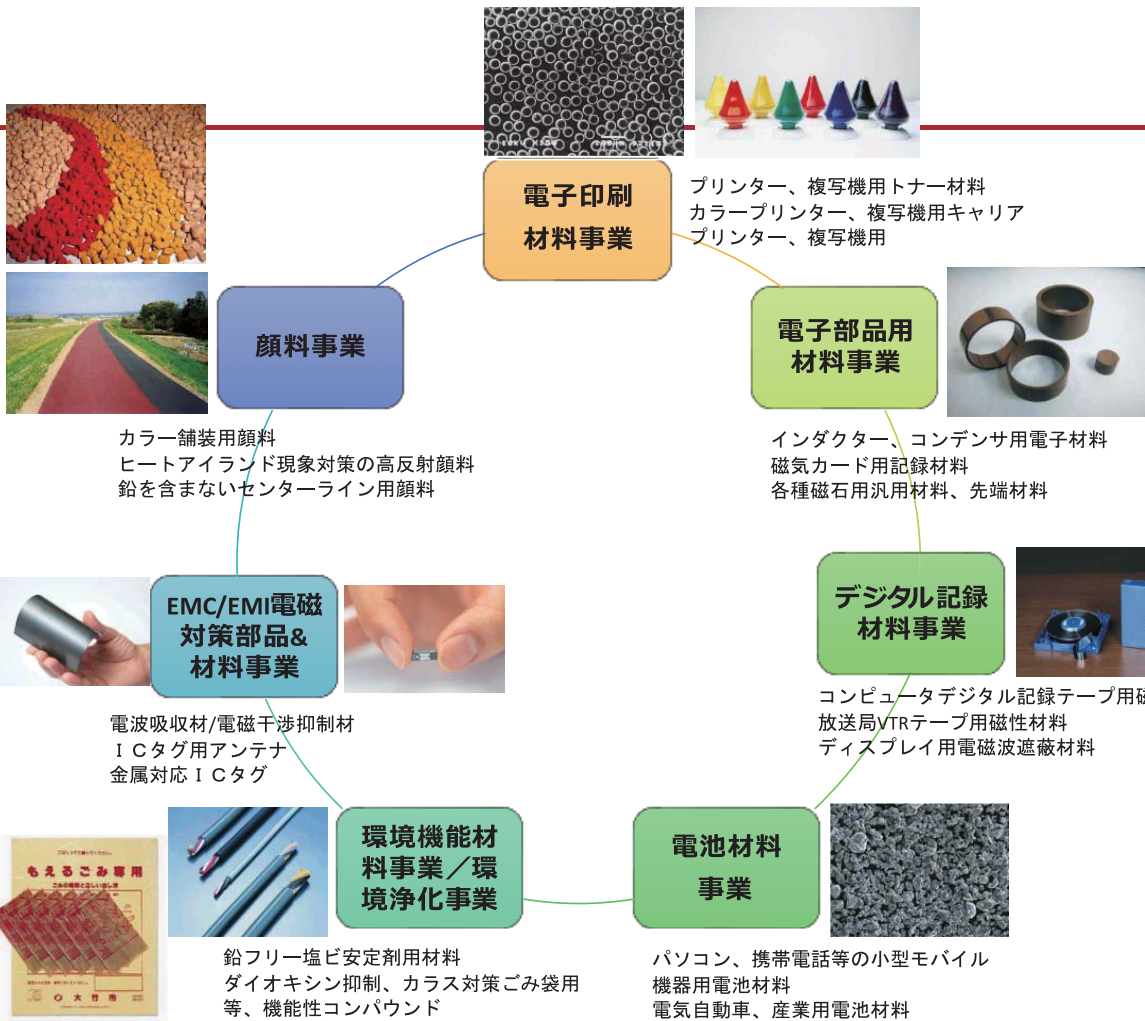 電子印刷
材料事業
プリンター、複写機用トナー材料
カラープリンター、複写機用キャリア
プリンター、複写機用
顔料事業
カラー舗装用顔料
ヒートアイランド現象対策の高反射顔料
鉛を含まないセンターライン用顔料
電子部品用
材料事業
インダクター、コンデンサ用電子材料
磁気カード用記録材料
各種磁石用汎用材料、先端材料
EMC/EMI電磁
対策部品&
材料事業
電波吸収材/電磁干渉抑制材
ＩＣタグ用アンテナ
金属対応ＩＣタグ
デジタル記録
材料事業
コンピュータデジタル記録テープ用磁
放送局VTRテープ用磁性材料
ディスプレイ用電磁波遮蔽材料
もえるごみ専用
ごみの減量と正しい出し方
大竹市
環境機能材
料事業／環
境浄化事業
鉛フリー塩ビ安定剤用材料
ダイオキシン抑制、カラス対策ごみ袋用
等、機能性コンパウンド
電池材料
事業
パソコン、携帯電話等の小型モバイル
機器用電池材料
電気自動車、産業用電池材料